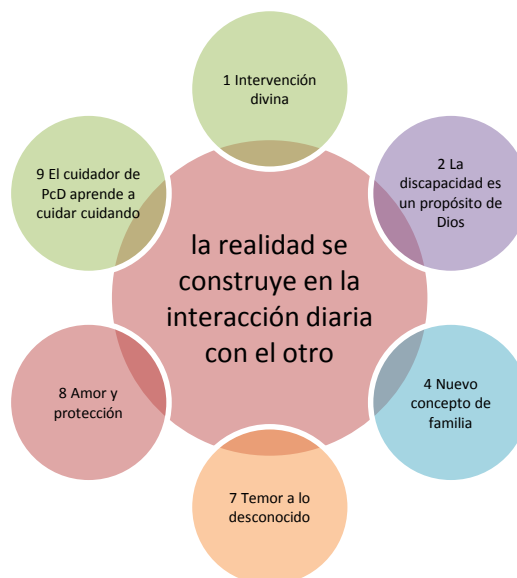 1 Intervención
divina
2 La
discapacidad es
un propósito de
Dios
4 Nuevo
concepto de
familia
7 Temor a lo
desconocido
8 Amor y
protección
9 El cuidador de
PcD aprende a
cuidar cuidando
la realidad se
construye en la
interacción diaria
con el otro